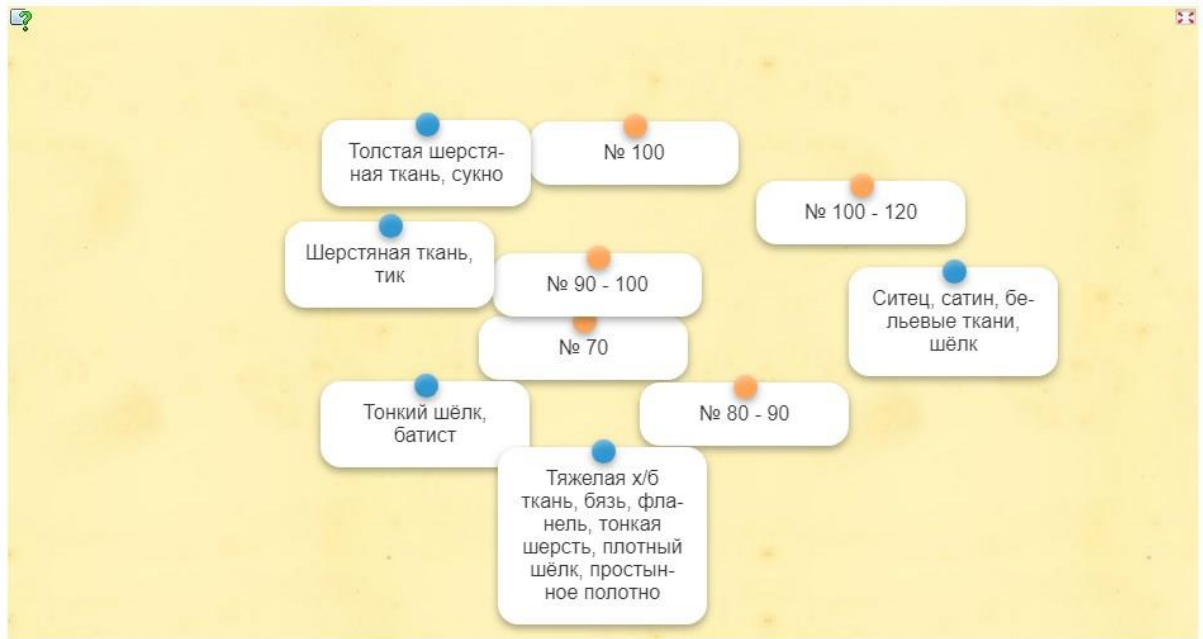 Толстая шерстя-
ная ткань, сукно
№ 100
№ 100 - 120
Шерстяная ткань,
тик
№ 90 - 100
Ситец, сатин, бе-
льевые ткани,
шёлк
№ 70
Тонкий шёлк,
батист
№ 80 - 90
Тяжелая х/б
ткань, бязь, фла-
нель, тонкая
шерсть, плотный
шёлк, простын-
ное полотно